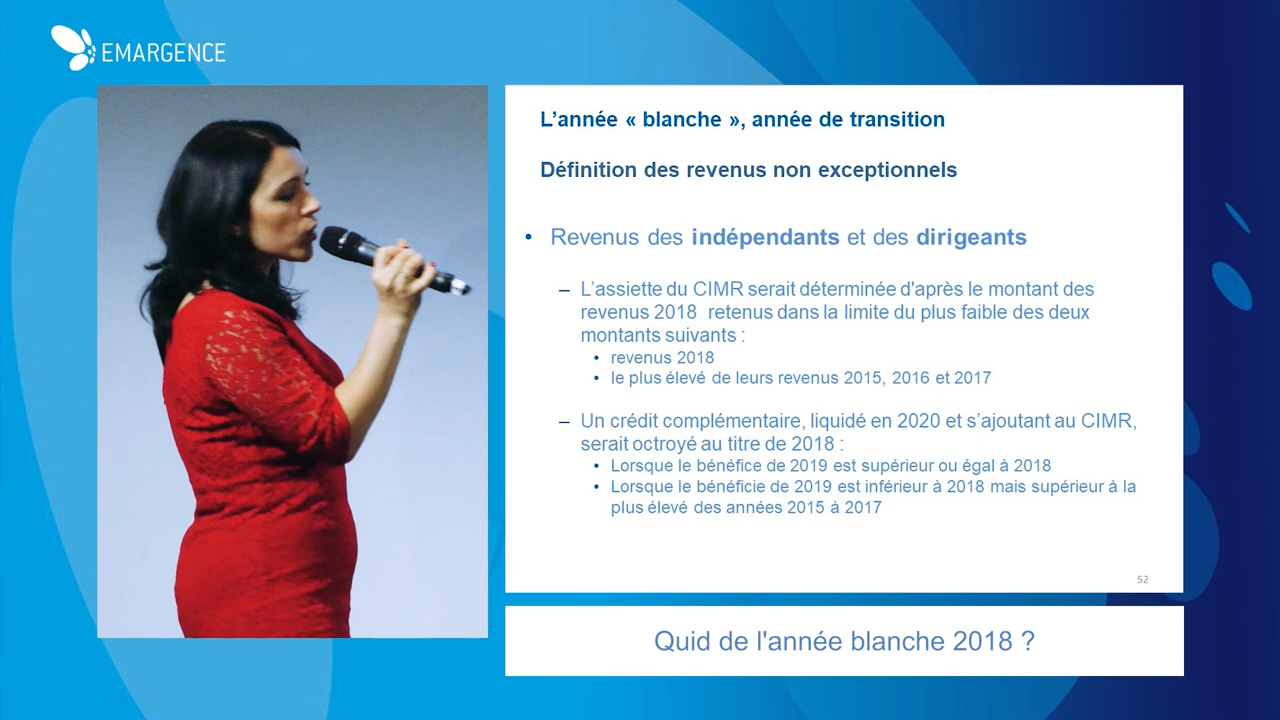 EMARGENCE
L'année « blanche », année de transition
Définition des revenus non exceptionnels
• Revenus des indépendants et des dirigeants
– L'assiette du CIMR serait déterminée d'après le montant des
revenus 2018 retenus dans la limite du plus faible des deux
montants suivants :
• revenus 2018
• le plus élevé de leurs revenus 2015, 2016 et 2017
– Un crédit complémentaire, liquidé en 2020 et s'ajoutant au CIMR,
serait octroyé au titre de 2018 :
• Lorsque le bénéfice de 2019 est supérieur ou égal à 2018
• Lorsque le bénéficie de 2019 est inférieur à 2018 mais supérieur à la
plus élevé des années 2015 à 2017
52
Quid de l'année blanche 2018 ?